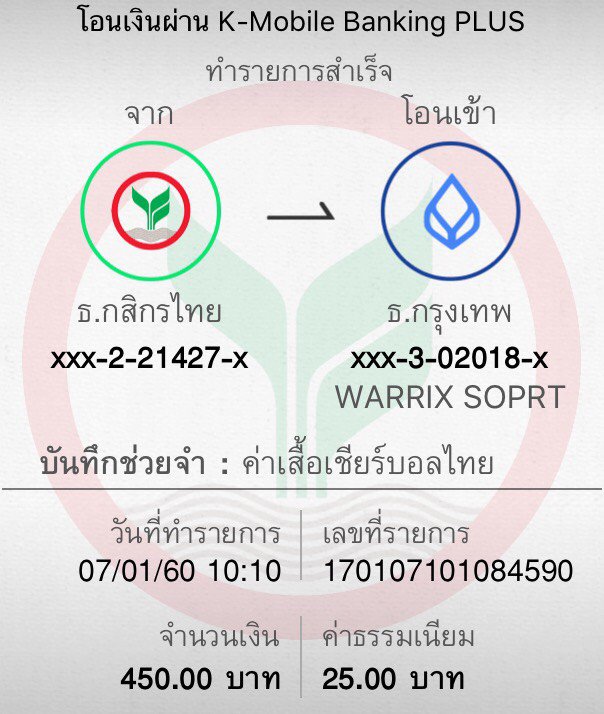 โอนเงินผ่าน K-Mobile Banking PLUS
ทำรายการสำเร็จ
จาก
โอนเข้า
ธ.กสิกรไทย
ธ.กรุงเทพ
xxx-2-21427-x
xxx-3-02018-x
WARRIX SOPRT
บันทึกช่วยจำ : ค่าเสื้อเชียร์บอลไทย
วันที่ทำรายการ
เลขที่รายการ
07/01/60 10:10
170107101084590
จำนวนเงิน
ค่าธรรมเนียม
450.00 บาท
25.00 บาท